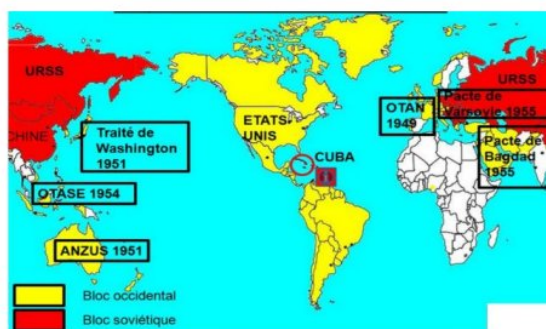 URSS
CHINE
Traité de
Washington
1951
OTASE 1954
ANZUS 1951
ETATS
UNIS
CUBA
OTAN
1949
URSS
Pacte de
Varsovie 1955
Pacte de
Bagdad
1955
Bloc occidental
Bloc soviétique